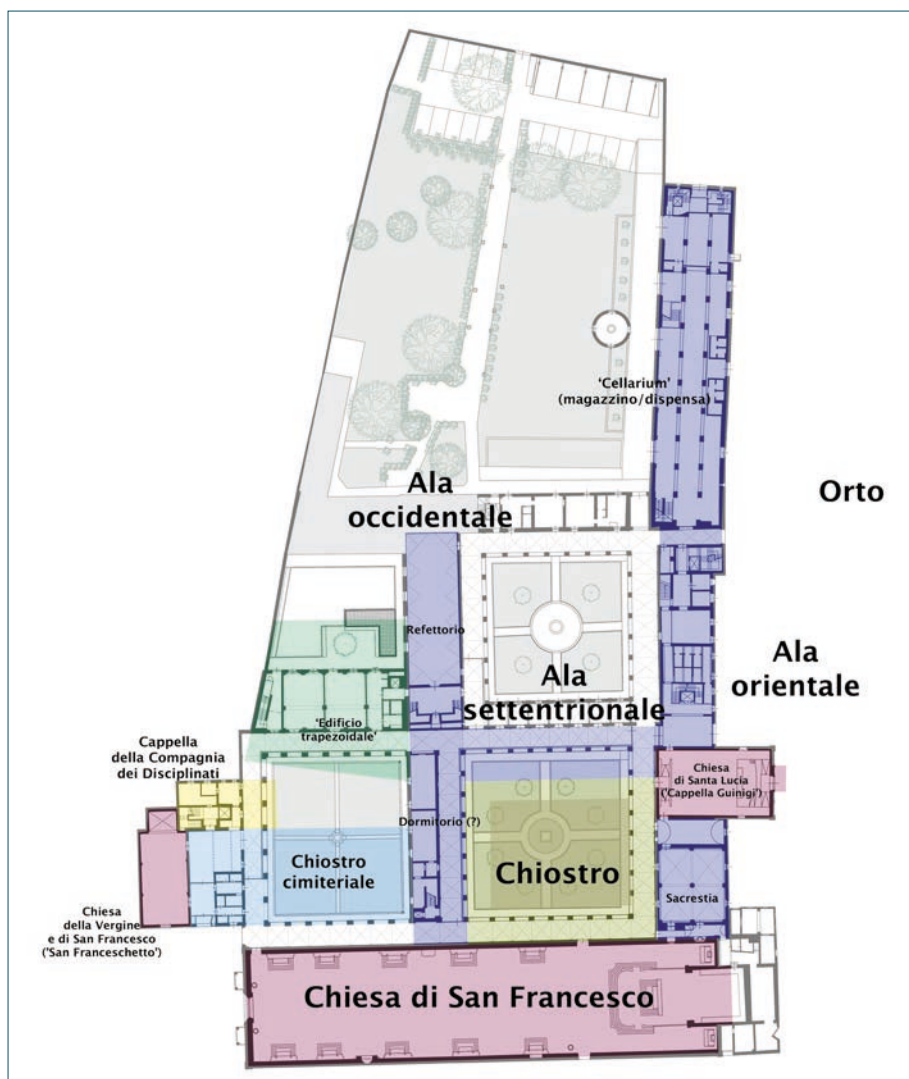 'Cellarium'
(magazzino/dispensa)
Orto
Ala
occidentale
Refettorio
Ala
settentrionale
Ala
orientale
'Edificio
trapezoidale'
Cappella
della Compagnia
dei Disciplinati
Chiesa
di Santa Lucia
('Cappella Guinigi')
Dormitorio (?)
Chiostro
cimiteriale
Chiostro
Sacrestia
Chiesa
della Vergine
e di San Francesco
('San Franceschetto')
Chiesa di San Francesco